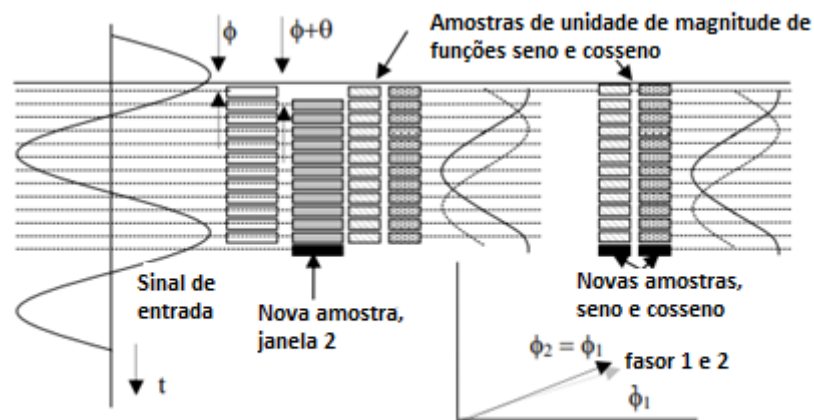 ϕ
ϕ+θ
Amostras de unidade de magnitude de
funções seno e cosseno
Sinal de
entrada
Nova amostra,
janela 2
Novas amostras,
seno e cosseno
ϕ₂ = ϕ₁
fasor 1 e 2
ϕ₁
t